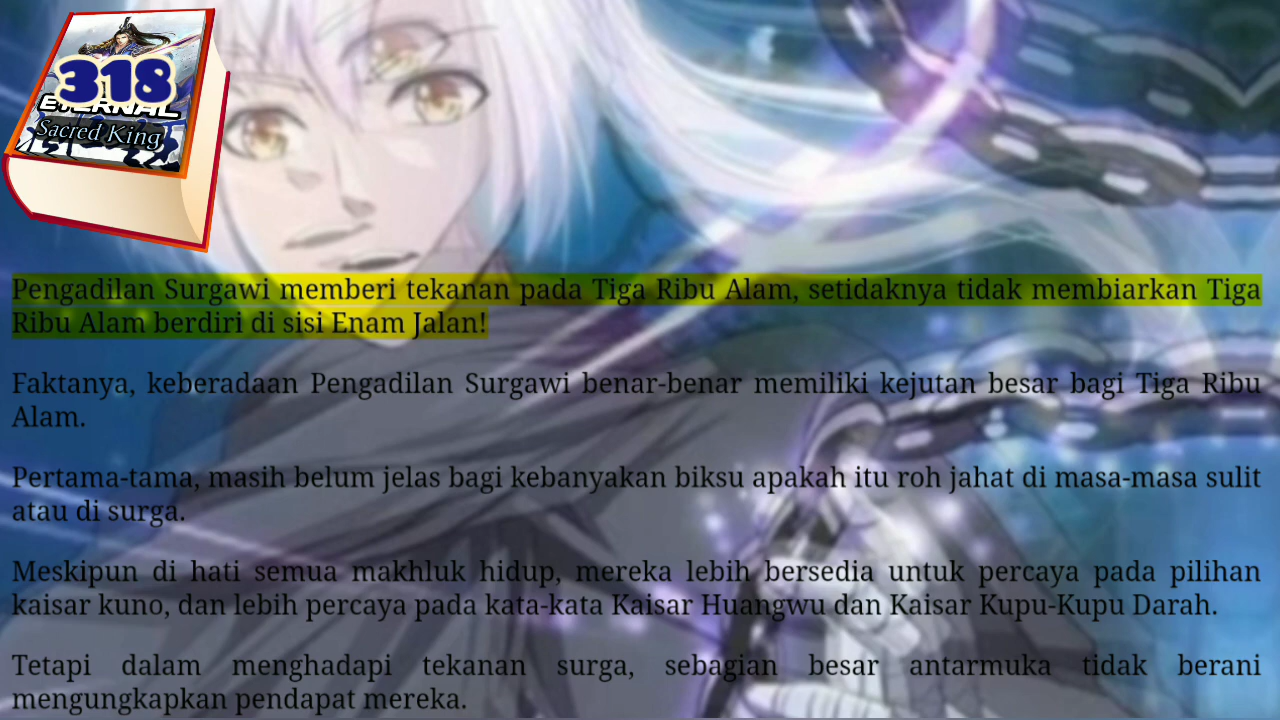 318
ETERNAL
Sacred King
Pengadilan Surgawi memberi tekanan pada Tiga Ribu Alam, setidaknya tidak membiarkan Tiga
Ribu Alam berdiri di sisi Enam Jalan!
Faktanya, keberadaan Pengadilan Surgawi benar-benar memiliki kejutan besar bagi Tiga Ribu
Alam.
Pertama-tama, masih belum jelas bagi kebanyakan biksu apakah itu roh jahat di masa-masa sulit
atau di surga.
Meskipun di hati semua makhluk hidup, mereka lebih bersedia untuk percaya pada pilihan
kaisar kuno, dan lebih percaya pada kata-kata Kaisar Huangwu dan Kaisar Kupu-Kupu Darah.
Tetapi dalam menghadapi tekanan surga, sebagian besar antarmuka tidak berani
mengungkapkan pendapat mereka.